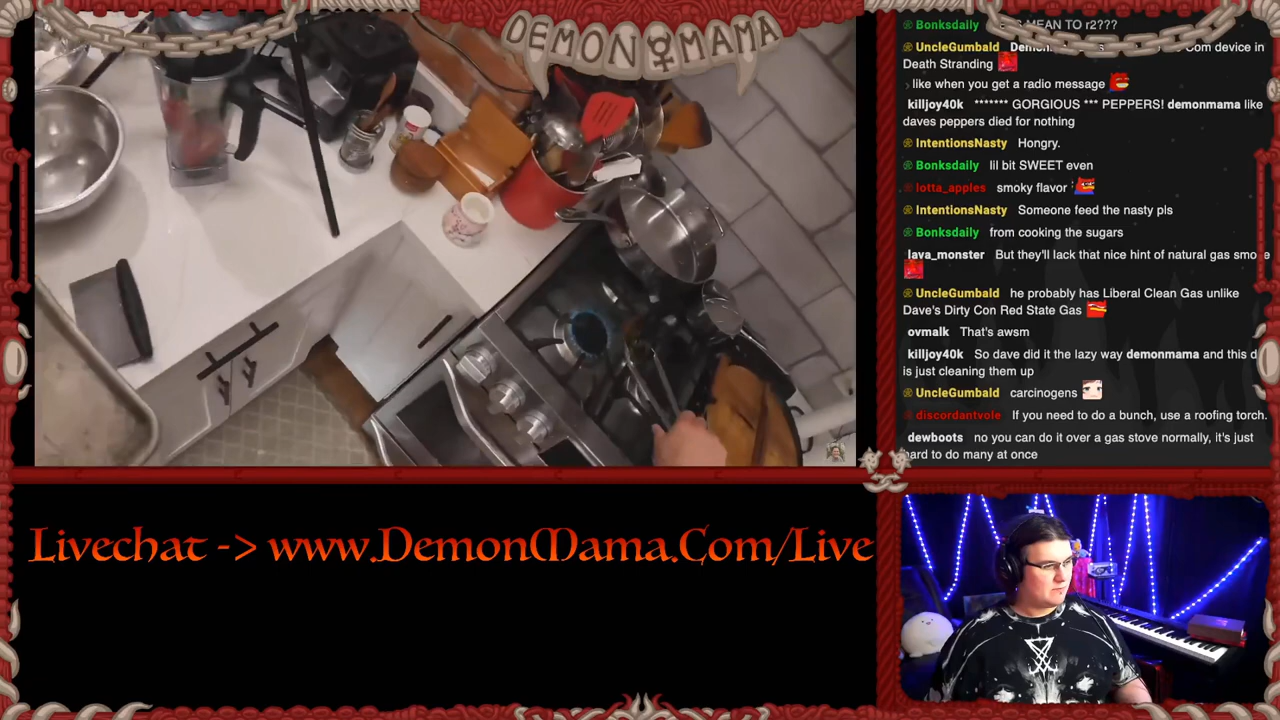 DEMON MAMA
Bonksdaily MEAN TO r2???
UncleGumbald Com device in
Death Stranding
like when you get a radio message
killjoy40k ******* GORGIOUS *** PEPPERS! demonmama like
daves peppers died for nothing
IntentionsNasty Hongry.
Bonksdaily lil bit SWEET even
lotta_apples smoky flavor
IntentionsNasty Someone feed the nasty pls
Bonksdaily from cooking the sugars
lava_monster But they'll lack that nice hint of natural gas smo e
UncleGumbald he probably has Liberal Clean Gas unlike
Dave's Dirty Con Red State Gas
ovmalk That's awsm
killjoy40k So dave did it the lazy way demonmama and this d
is just cleaning them up
UncleGumbald carcinogens
discordantvole If you need to do a bunch, use a roofing torch.
dewboots no you can do it over a gas stove normally, it's just
hard to do many at once
Livechat -> www.DemonMama.Com/Live